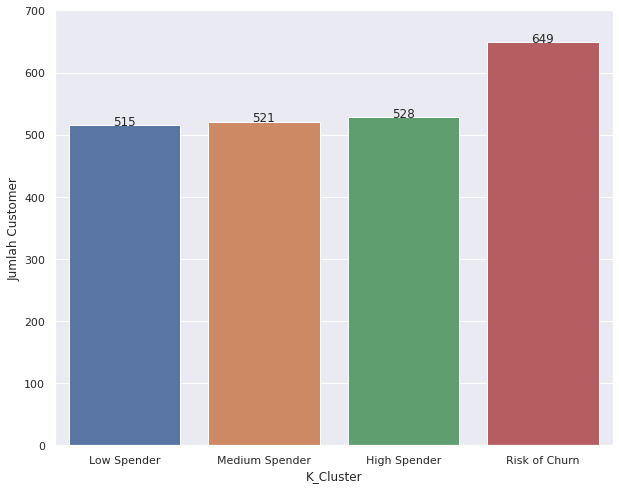 700
600
500
400
300
200
100
0
Jumlah Customer
515
521
528
649
Low Spender
Medium Spender
High Spender
Risk of Churn
K_Cluster